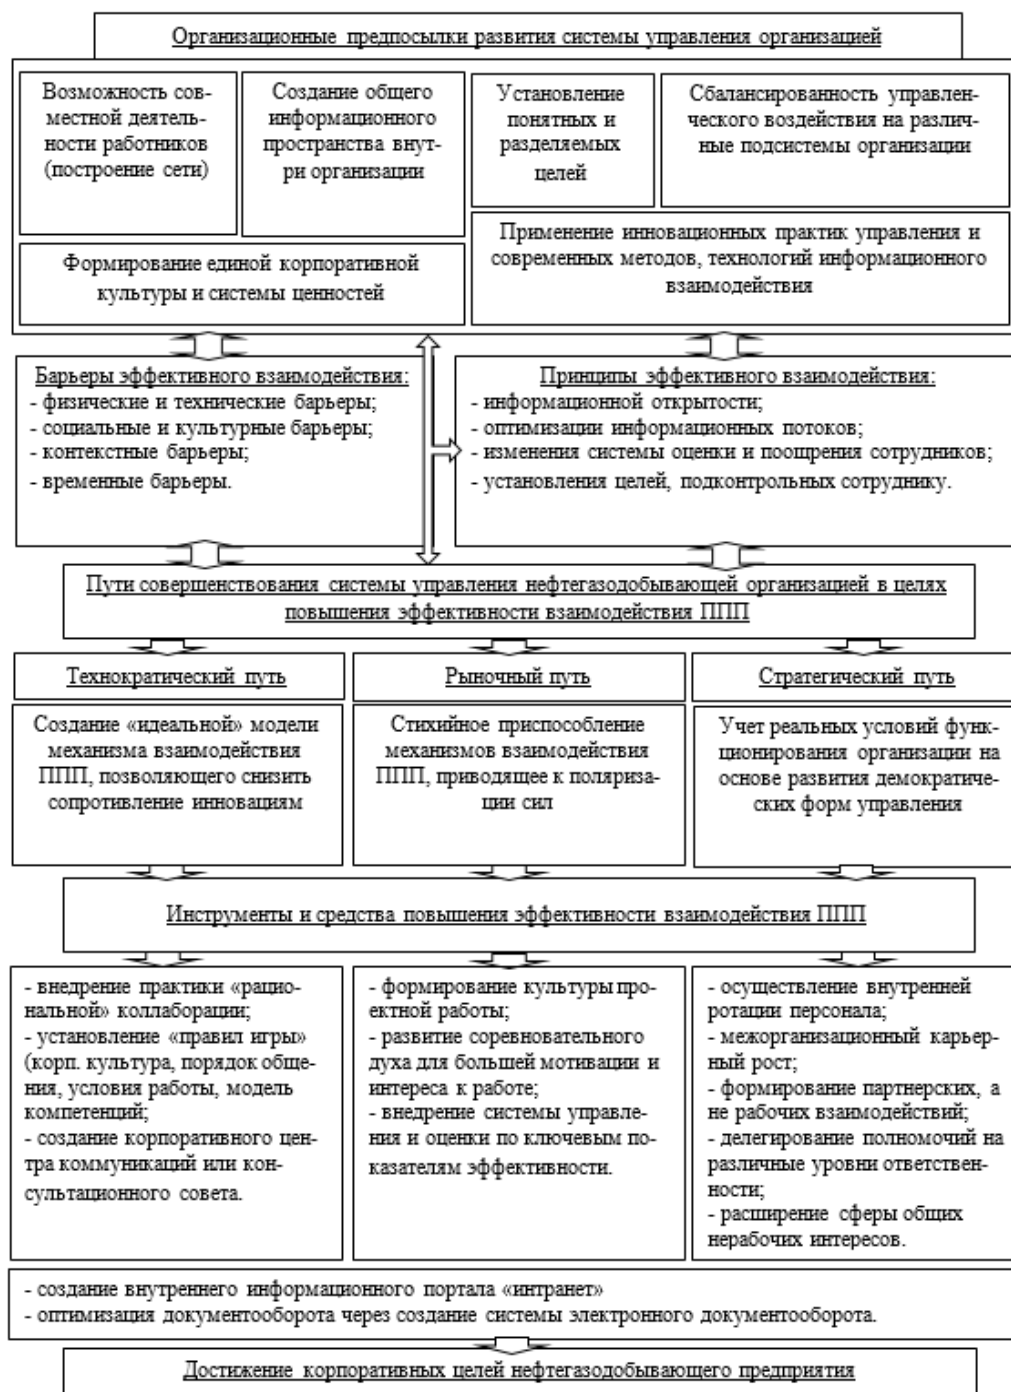 Организационные предпосылки развития системы управления организацией
Возможность сов-
местной деятель-
ности работников
(построение сети)
Создание общего
информационного
пространства внут-
ри организации
Установление
понятных и
разделяемых
целей
Сбалансированность управлен-
ческого воздействия на различ-
ные подсистемы организации
Формирование единой корпоративной
культуры и системы ценностей
Применение инновационных практик управления и
современных методов, технологий информационного
взаимодействия
Барьеры эффективного взаимодействия:
- физические и технические барьеры;
- социальные и культурные барьеры;
- контекстные барьеры;
- временные барьеры.
Принципы эффективного взаимодействия:
- информационной открытости;
- оптимизации информационных потоков;
- изменения системы оценки и поощрения сотрудников;
- установления целей, подконтрольных сотруднику.
Пути совершенствования системы управления нефтегазодобывающей организацией в целях
повышения эффективности взаимодействия ППП
Технократический путь
Рыночный путь
Стратегический путь
Создание «идеальной» модели
механизма взаимодействия
ППП, позволяющего снизить
сопротивление инновациям
Стихийное приспособление
механизмов взаимодействия
ППП, приводящее к поляриза-
ции сил
Учет реальных условий функ-
ционирования организации на
основе развития демократиче-
ских форм управления
Инструменты и средства повышения эффективности взаимодействия ППП
- внедрение практики «рацио-
нальной» коллаборации;
- установление «правил игры»
(корп. культура, порядок обще-
ния, условия работы, модель
компетенций;
- создание корпоративного цен-
тра коммуникаций или кон-
сультационного совета.
- формирование культуры про-
ектной работы;
- развитие соревновательного
духа для большей мотивации и
интереса к работе;
- внедрение системы управле-
ния и оценки по ключевым по-
казателям эффективности.
- осуществление внутренней
ротации персонала;
- межорганизационный карьер-
ный рост;
- формирование партнерских, а
не рабочих взаимодействий;
- делегирование полномочий на
различные уровни ответствен-
ности;
- расширение сферы общих
нерабочих интересов.
- создание внутреннего информационного портала «интранет»
- оптимизация документооборота через создание системы электронного документооборота.
Достижение корпоративных целей нефтегазодобывающего предприятия